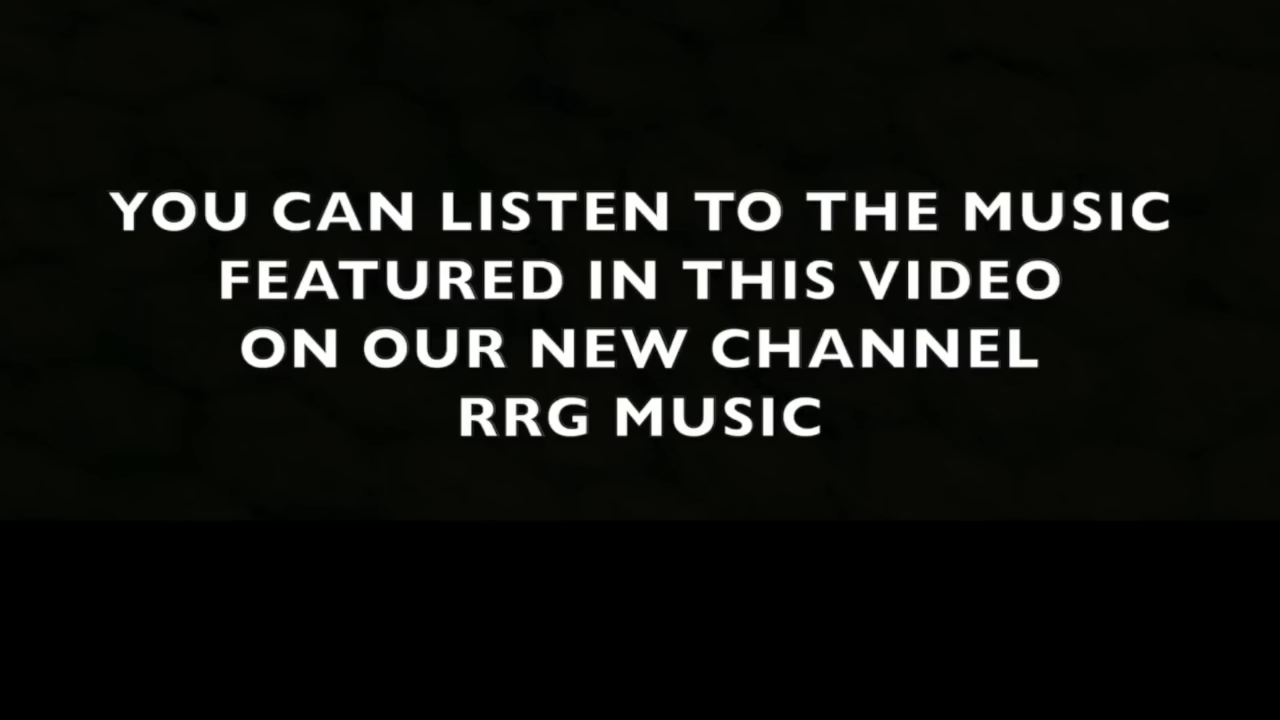 YOU CAN LISTEN TO THE MUSIC
FEATURED IN THIS VIDEO
ON OUR NEW CHANNEL
RRG MUSIC